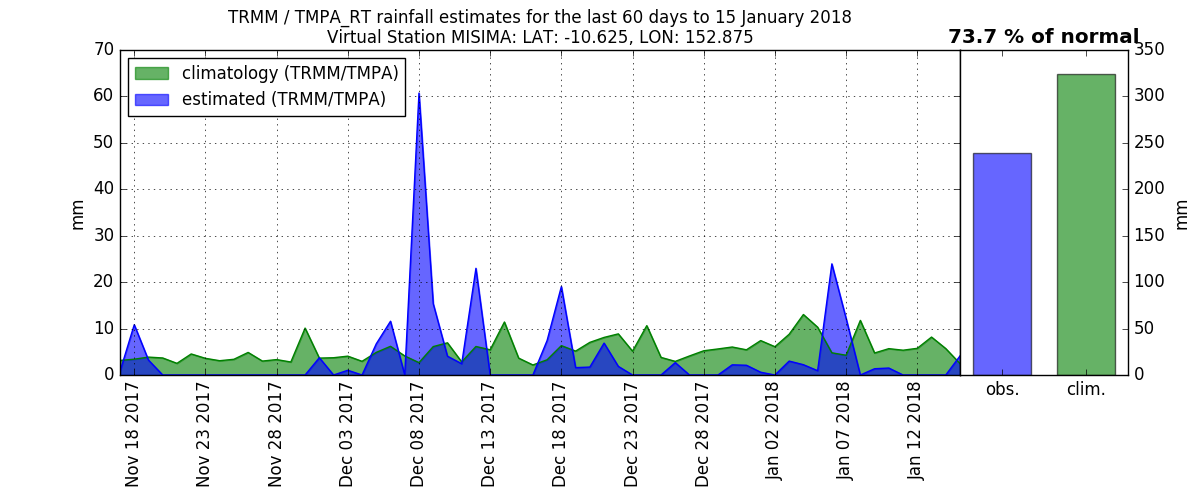 TRMM / TMPA_RT rainfall estimates for the last 60 days to 15 January 2018
Virtual Station MISIMA: LAT: -10.625, LON: 152.875
73.7 % of normal
climatology (TRMM/TMPA)
estimated (TRMM/TMPA)
mm
70
60
50
40
30
20
10
0
Nov 18 2017
Nov 23 2017
Nov 28 2017
Dec 03 2017
Dec 08 2017
Dec 13 2017
Dec 18 2017
Dec 23 2017
Dec 28 2017
Jan 02 2018
Jan 07 2018
Jan 12 2018
obs.
clim.
350
300
250
200
150
100
50
0
mm